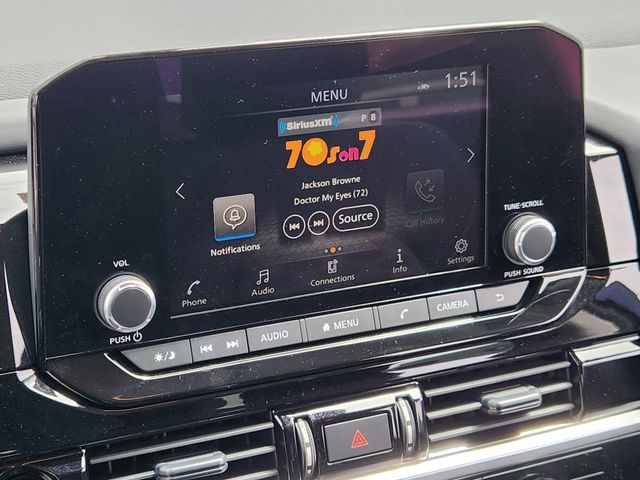 MENU
1:51
SiriusXM P 8
70s on 7
Jackson Browne
Doctor My Eyes (72)
Source
Notifications
Call History
Phone
Audio
Connections
Info
Settings
VOL
PUSH
TUNE·SCROLL
PUSH SOUND
AUDIO
MENU
CAMERA